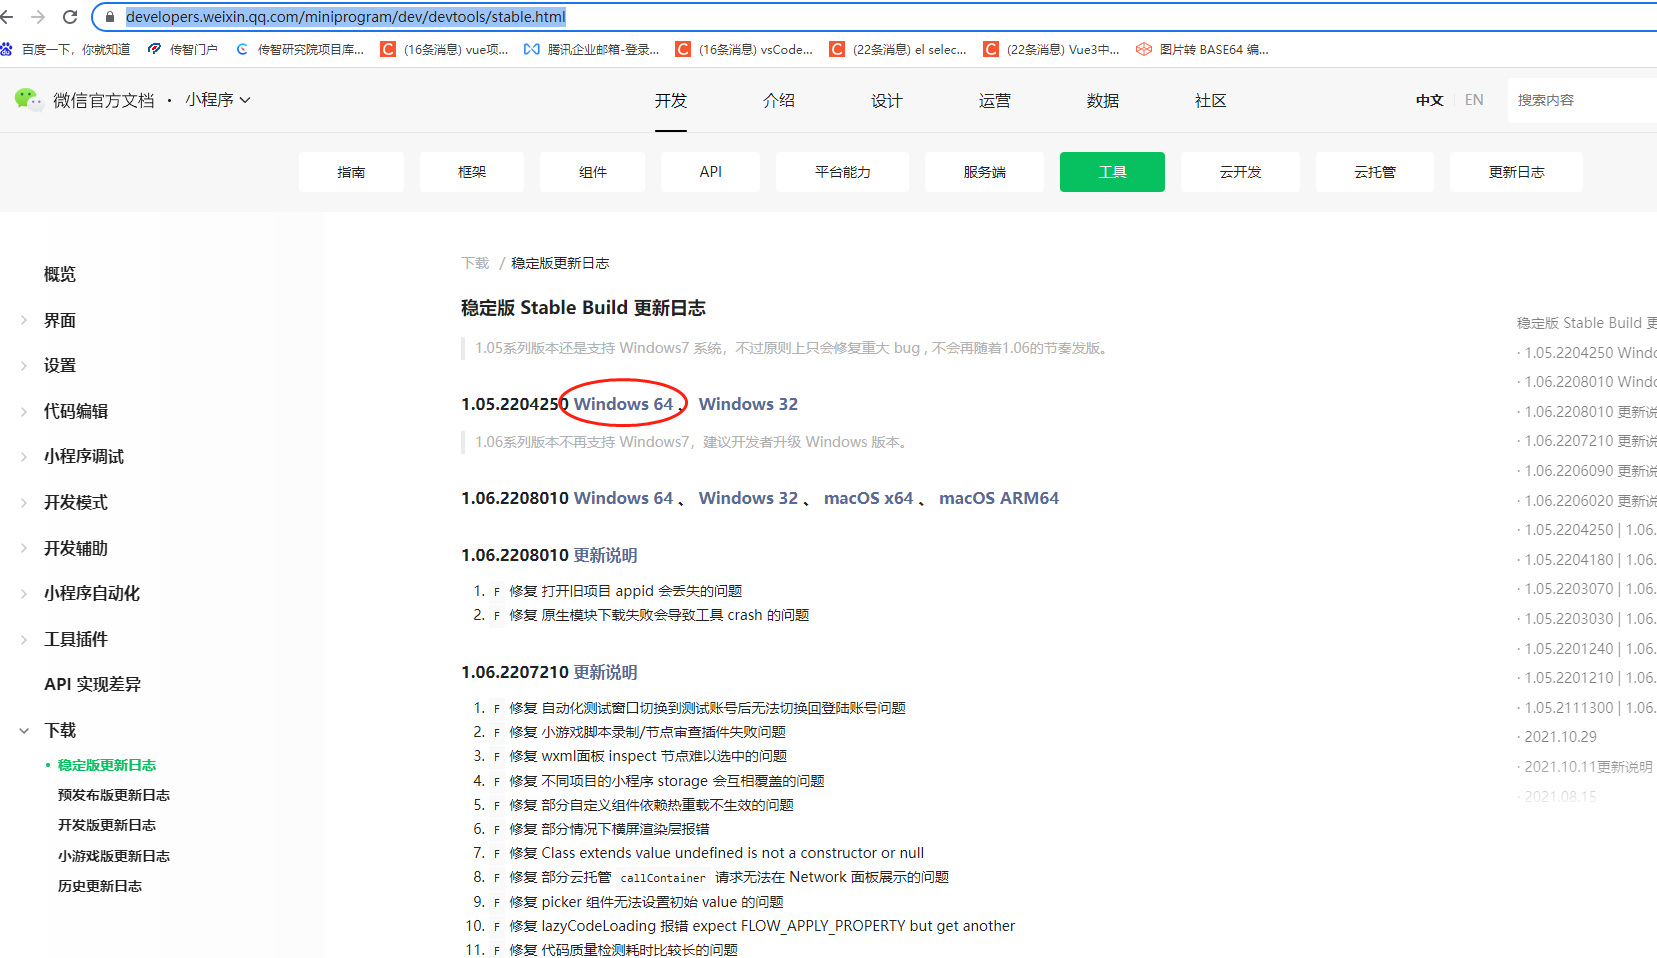 developers.weixin.qq.com/miniprogram/dev/devtools/stable.html
百度一下，你就知道 传智门户 传智研究院项目库... (16条消息) vue项... 腾讯企业邮箱-登录... (16条消息) vsCode... (22条消息) el selec... (22条消息) Vue3中... 图片转 BASE64 编...
微信官方文档 · 小程序 开发 介绍 设计 运营 数据 社区 中文 EN 搜索内容
指南 框架 组件 API 平台能力 服务端 工具 云开发 云托管 更新日志
概览
界面
设置
代码编辑
小程序调试
开发模式
开发辅助
小程序自动化
工具插件
API 实现差异
下载
• 稳定版更新日志
预发布版更新日志
开发版更新日志
小游戏版更新日志
历史更新日志
下载 / 稳定版更新日志
稳定版 Stable Build 更新日志
1.05系列版本还是支持 Windows7 系统，不过原则上只会修复重大 bug , 不会再随着1.06的节奏发版。
1.05.2204250 Windows 64 、 Windows 32
1.06系列版本不再支持 Windows7，建议开发者升级 Windows 版本。
1.06.2208010 Windows 64 、 Windows 32 、 macOS x64 、 macOS ARM64
1.06.2208010 更新说明
1. F 修复 打开旧项目 appid 会丢失的问题
2. F 修复 原生模块下载失败会导致工具 crash 的问题
1.06.2207210 更新说明
1. F 修复 自动化测试窗口切换到测试账号后无法切换回登陆账号问题
2. F 修复 小游戏脚本录制/节点审查插件失败问题
3. F 修复 wxml面板 inspect 节点难以选中的问题
4. F 修复 不同项目的小程序 storage 会互相覆盖的问题
5. F 修复 部分自定义组件依赖热重载不生效的问题
6. F 修复 部分情况下横屏渲染层报错
7. F 修复 Class extends value undefined is not a constructor or null
8. F 修复 部分云托管 callContainer 请求无法在 Network 面板展示的问题
9. F 修复 picker 组件无法设置初始 value 的问题
10. F 修复 lazyCodeLoading 报错 expect FLOW_APPLY_PROPERTY but get another
11. F 修复 代码质量检测耗时比较长的问题
稳定版 Stable Build 更
· 1.05.2204250 Windo
· 1.06.2208010 Windo
· 1.06.2208010 更新说
· 1.06.2207210 更新说
· 1.06.2206090 更新说
· 1.06.2206020 更新说
· 1.05.2204250 | 1.06.
· 1.05.2204180 | 1.06.
· 1.05.2203070 | 1.06.
· 1.05.2203030 | 1.06.
· 1.05.2201240 | 1.06.
· 1.05.2201210 | 1.06.
· 1.05.2111300 | 1.06.
· 2021.10.29
· 2021.10.11更新说明
· 2021.08.15